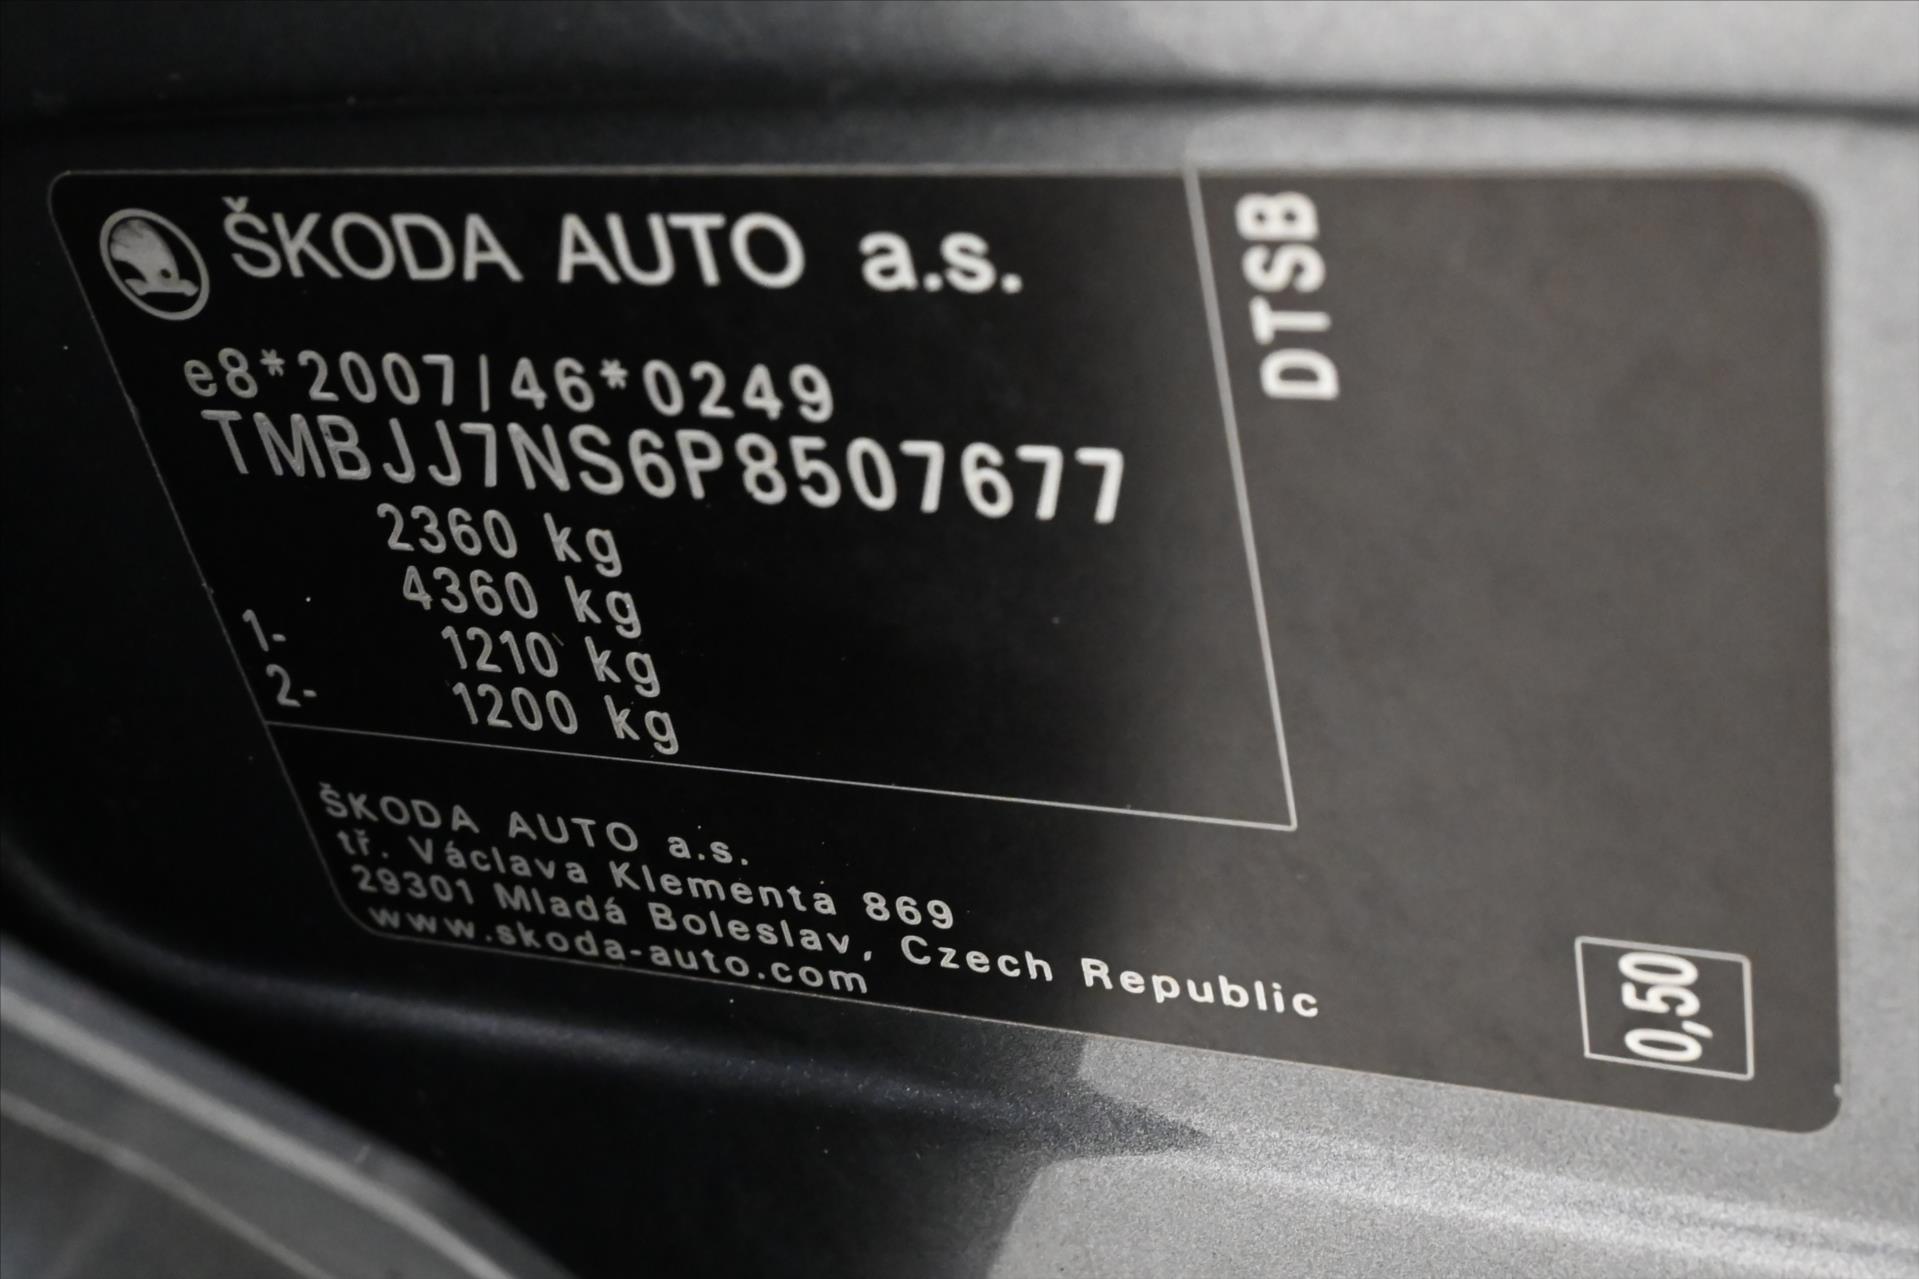 ŠKODA AUTO a.s.
e8*2007/46*0249
TMBJJ7NS6P8507677
2360 kg
4360 kg
1- 1210 kg
2- 1200 kg
DTSB
ŠKODA AUTO a.s.
tř. Václava Klementa 869
29301 Mladá Boleslav, Czech Republic
www.skoda-auto.com
0,50